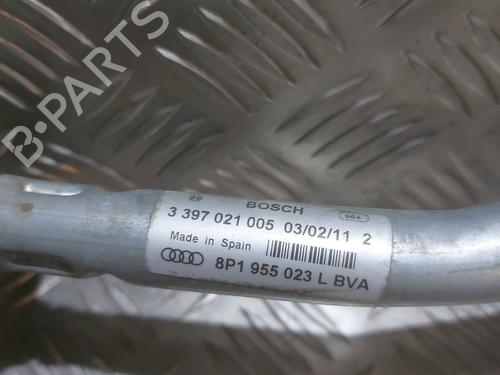 B-PARTS
BOSCH
964
3 397 021 005 03/02/11 2
Made in Spain
8P1 955 023 L BVA